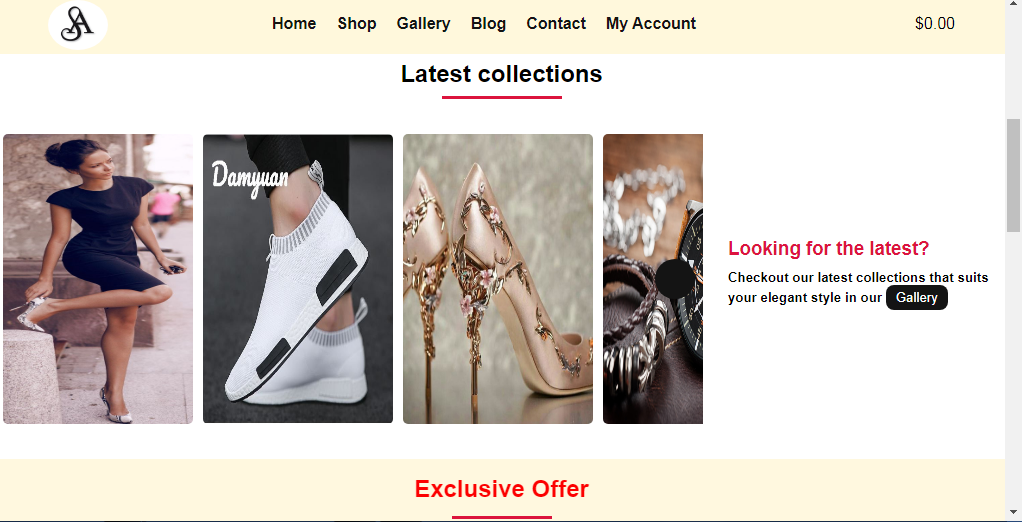 SA
Home Shop Gallery Blog Contact My Account $0.00
Latest collections
Damyuan
Looking for the latest?
Checkout our latest collections that suits
your elegant style in our Gallery
Exclusive Offer